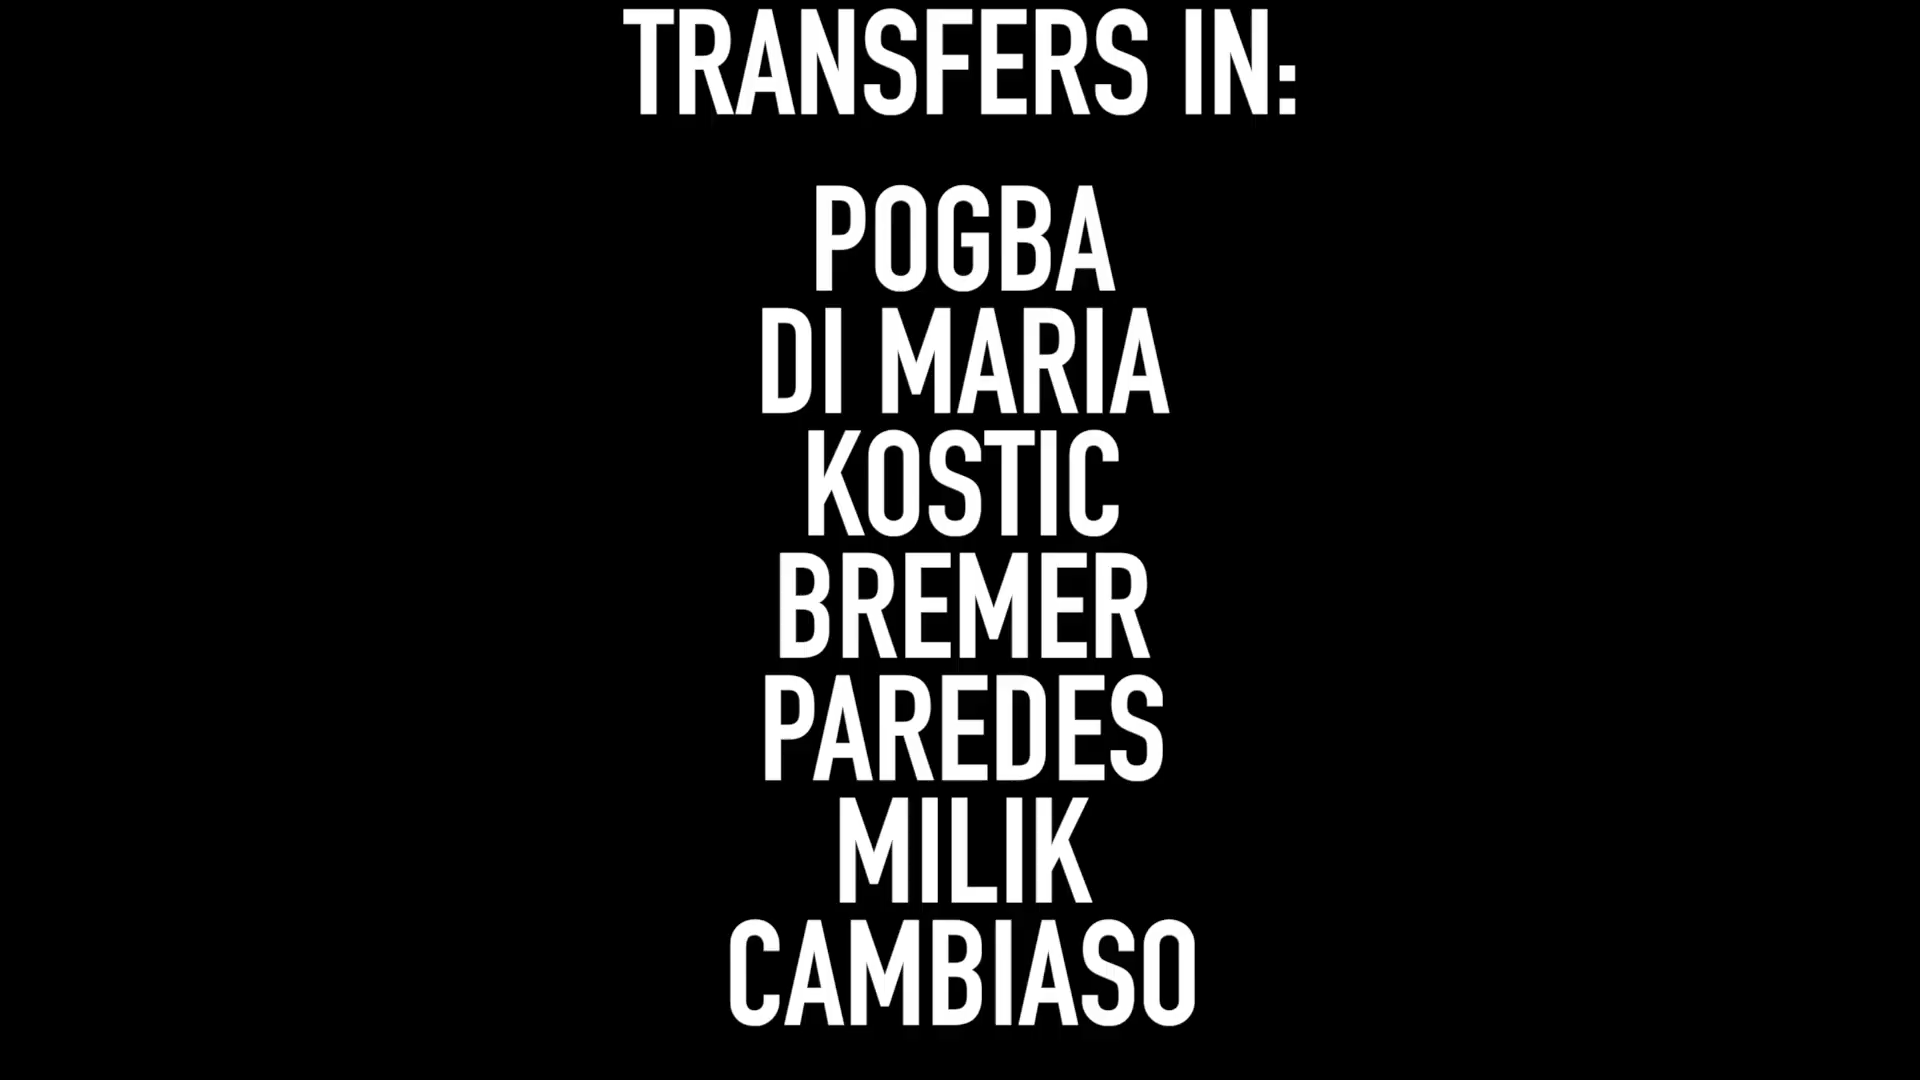 TRANSFERS IN:
POGBA
DI MARIA
KOSTIC
BREMER
PAREDES
MILIK
CAMBIASO